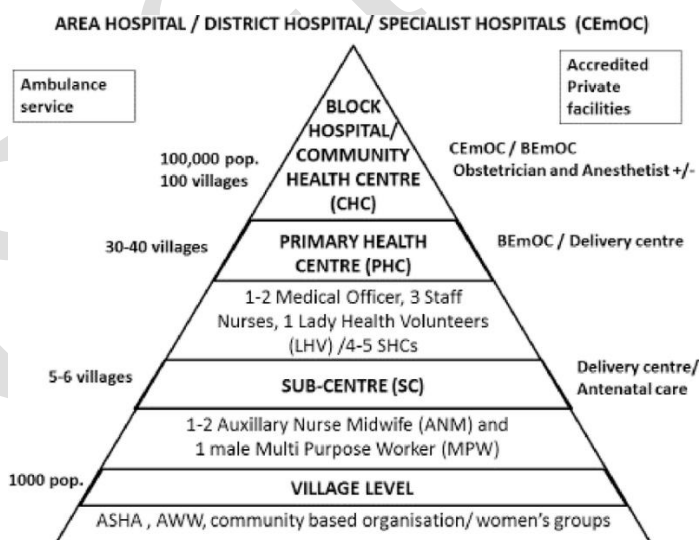 AREA HOSPITAL / DISTRICT HOSPITAL/ SPECIALIST HOSPITALS (CEmOC)
Ambulance
service
Accredited
Private
facilities
BLOCK
HOSPITAL/
COMMUNITY
HEALTH CENTRE
(CHC)
100,000 pop.
100 villages
CEmOC / BEmOC
Obstetrician and Anesthetist +/-
30-40 villages
PRIMARY HEALTH
CENTRE (PHC)
BEmOC / Delivery centre
1-2 Medical Officer, 3 Staff
Nurses, 1 Lady Health Volunteers
(LHV) /4-5 SHCs
5-6 villages
SUB-CENTRE (SC)
Delivery centre/
Antenatal care
1-2 Auxillary Nurse Midwife (ANM) and
1 male Multi Purpose Worker (MPW)
1000 pop.
VILLAGE LEVEL
ASHA , AWW, community based organisation/ women's groups